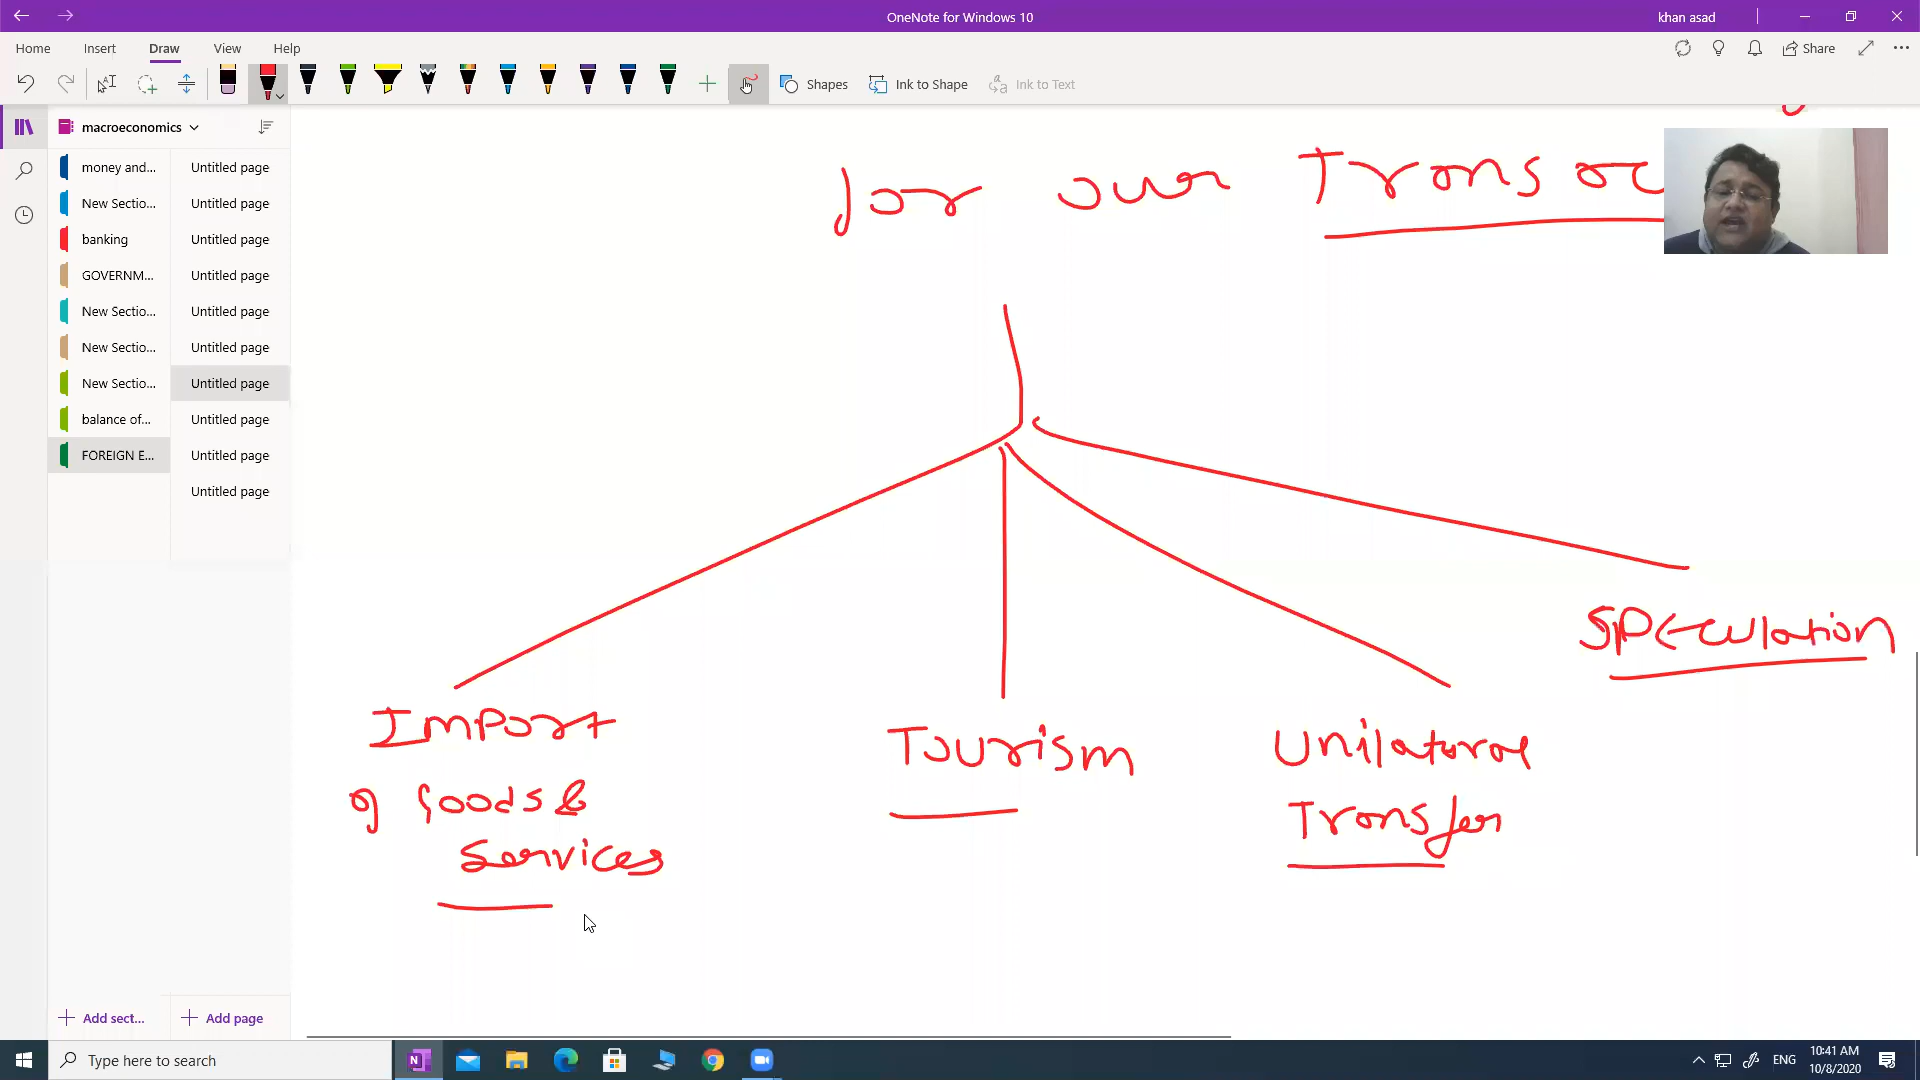 OneNote for Windows 10
khan asad
Home
Insert
Draw
View
Help
Share
Shapes
Ink to Shape
Ink to Text
macroeconomics
money and...
New Sectio...
banking
GOVERNM...
New Sectio...
New Sectio...
New Sectio...
balance of...
FOREIGN E...
Untitled page
Untitled page
Untitled page
Untitled page
Untitled page
Untitled page
Untitled page
Untitled page
Untitled page
Untitled page
for our Transac
Speculation
Import
of Goods &
Services
Tourism
Unilateral
Transfer
Add sect...
Add page
Type here to search
ENG
10:41 AM
10/8/2020